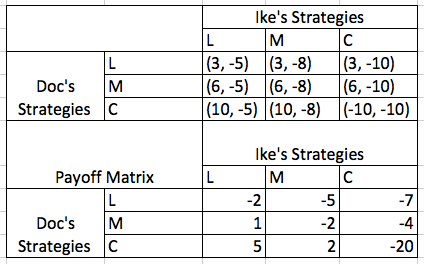 Ike's Strategies
L M C
L (3, -5) (3, -8) (3, -10)
Doc's M (6, -5) (6, -8) (6, -10)
Strategies C (10, -5) (10, -8) (-10, -10)
Ike's Strategies
Payoff Matrix L M C
L -2 -5 -7
Doc's M 1 -2 -4
Strategies C 5 2 -20